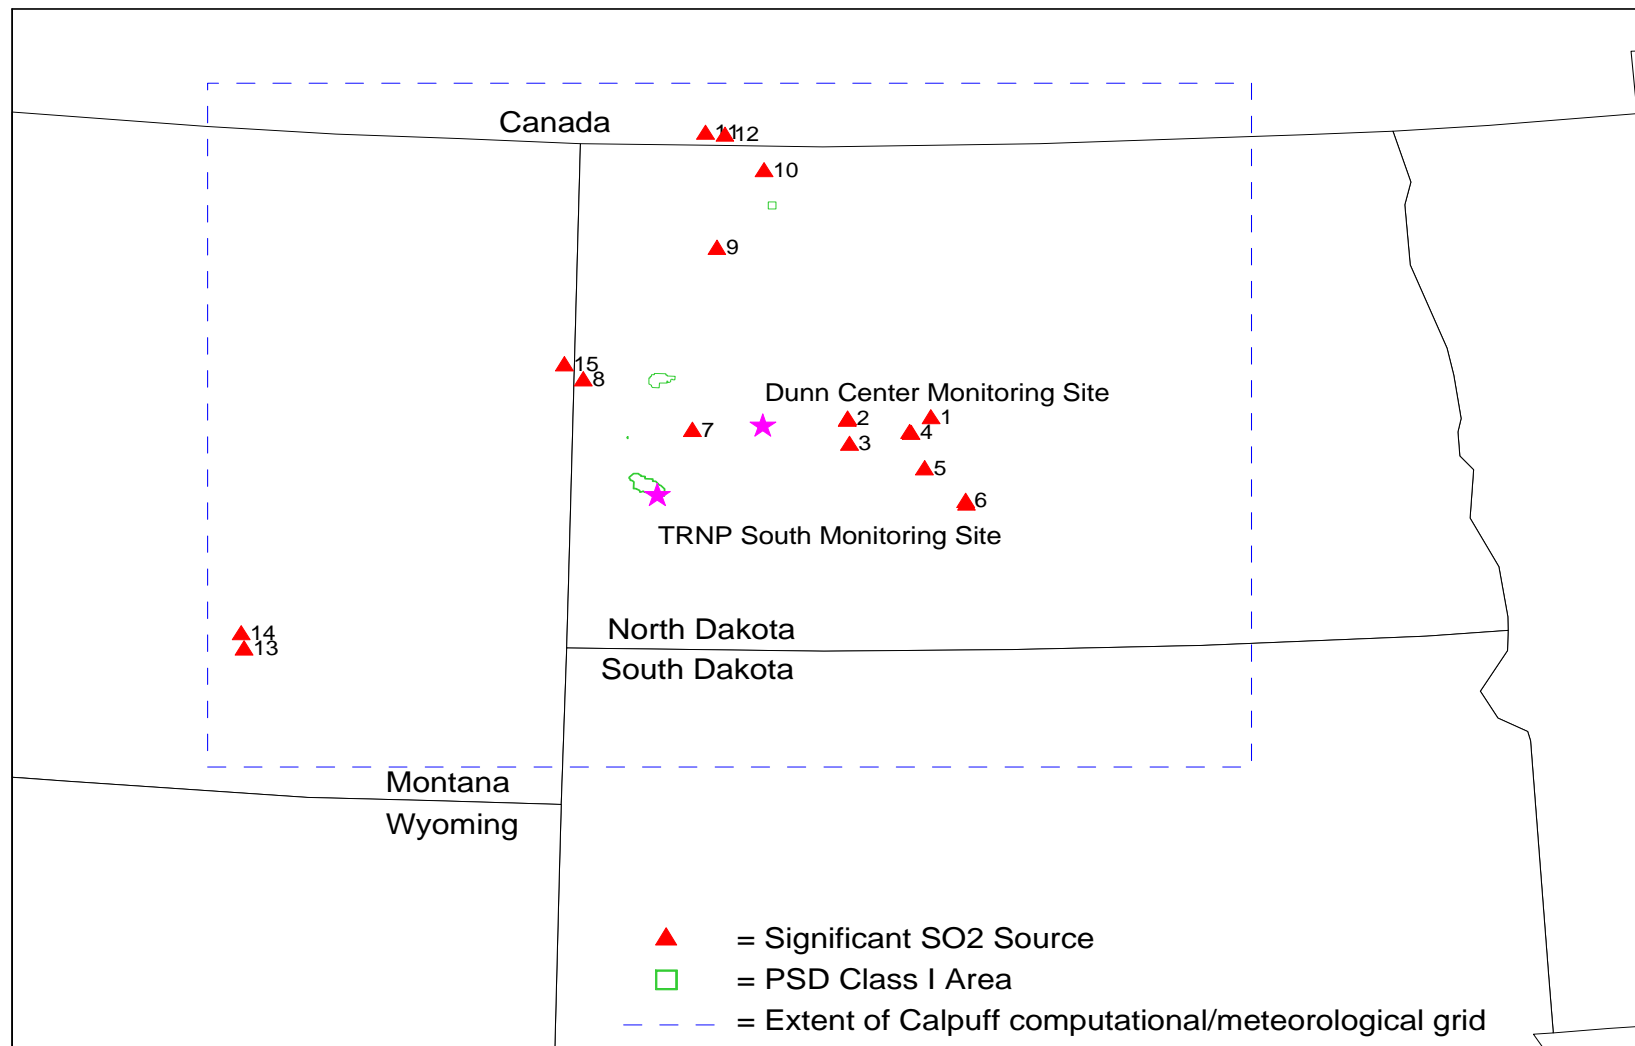 Canada
11
12
10
9
15
8
Dunn Center Monitoring Site
7
2
1
4
3
5
6
TRNP South Monitoring Site
North Dakota
14
13
South Dakota
Montana
Wyoming
= Significant SO2 Source
= PSD Class I Area
= Extent of Calpuff computational/meteorological grid